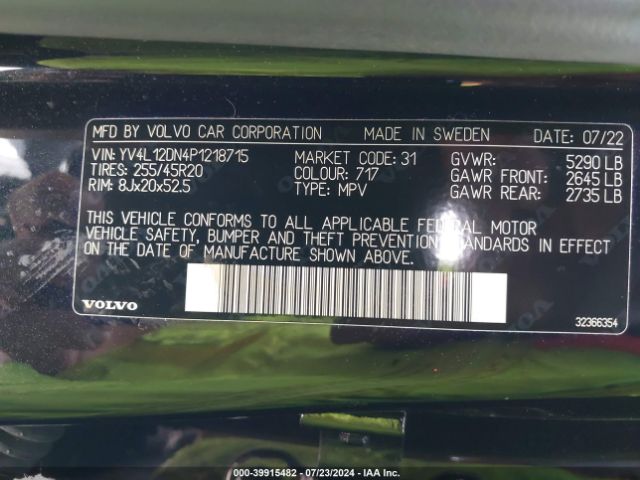 MFD BY VOLVO CAR CORPORATION MADE IN SWEDEN DATE: 07/22
VIN: YV4L12DN4P1218715 MARKET CODE: 31 GVWR: 5290 LB
TIRES: 255/45R20 COLOUR: 717 GAWR FRONT: 2645 LB
RIM: 8Jx20x52.5 TYPE: MPV GAWR REAR: 2735 LB
THIS VEHICLE CONFORMS TO ALL APPLICABLE FEDERAL MOTOR
VEHICLE SAFETY, BUMPER AND THEFT PREVENTION STANDARDS IN EFFECT
ON THE DATE OF MANUFACTURE SHOWN ABOVE.
VOLVO 32366354
000-39915482 - 07/23/2024 - IAA Inc.